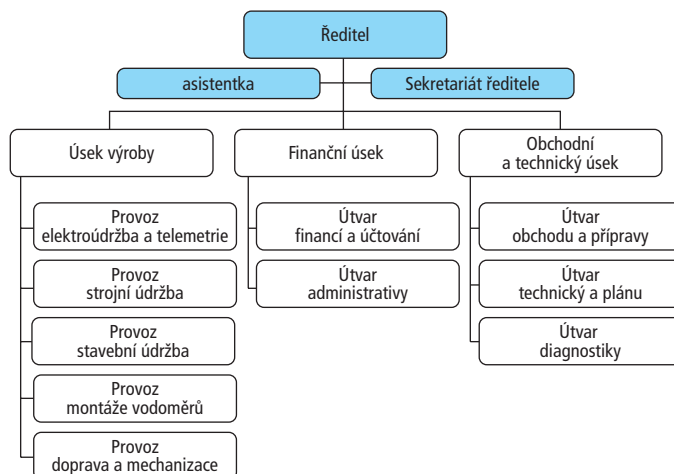 Ředitel
asistentka
Sekretariát ředitele
Úsek výroby
Finanční úsek
Obchodní
a technický úsek
Provoz
elektroúdržba a telemetrie
Útvar
financí a účtování
Útvar
obchodu a přípravy
Provoz
strojní údržba
Útvar
administrativy
Útvar
technický a plánu
Provoz
stavební údržba
Útvar
diagnostiky
Provoz
montáže vodoměrů
Provoz
doprava a mechanizace